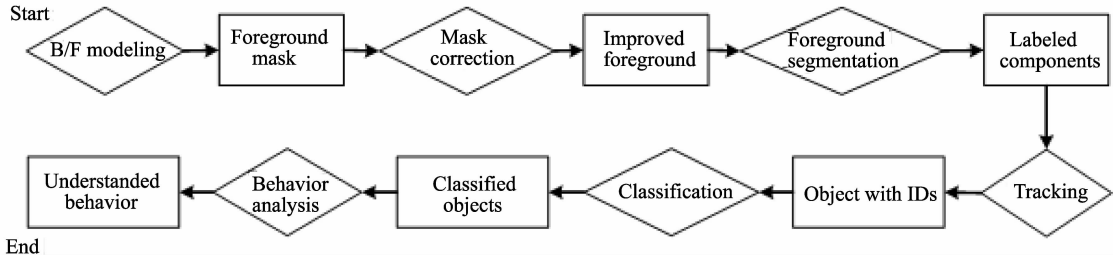 Start
B/F modeling
Foreground
mask
Mask
correction
Improved
foreground
Foreground
segmentation
Labeled
components
Tracking
Object with IDs
Classification
Classified
objects
Behavior
analysis
Understanded
behavior
End